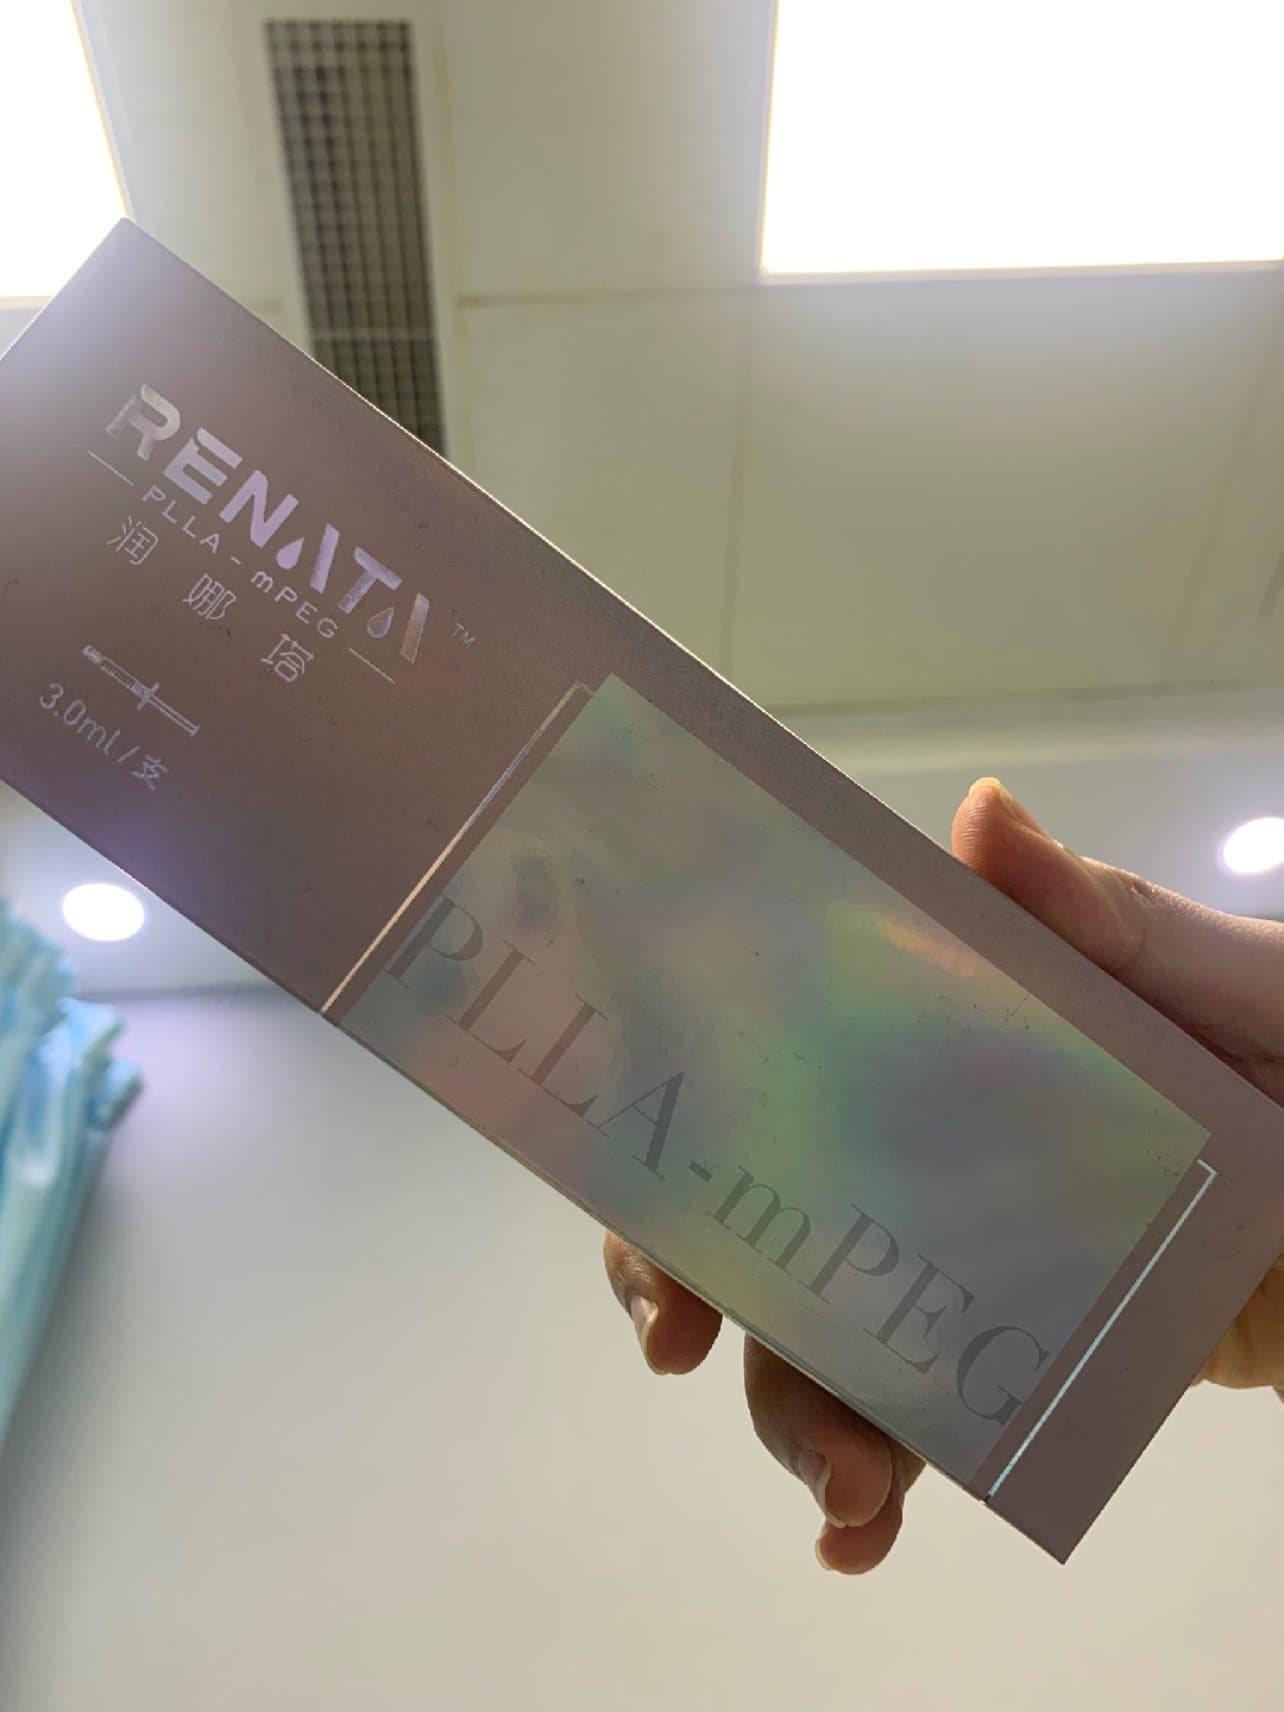 RENATA™
PLLA-mPEG
润娜塔
3.0ml/支
PLLA-mPEG